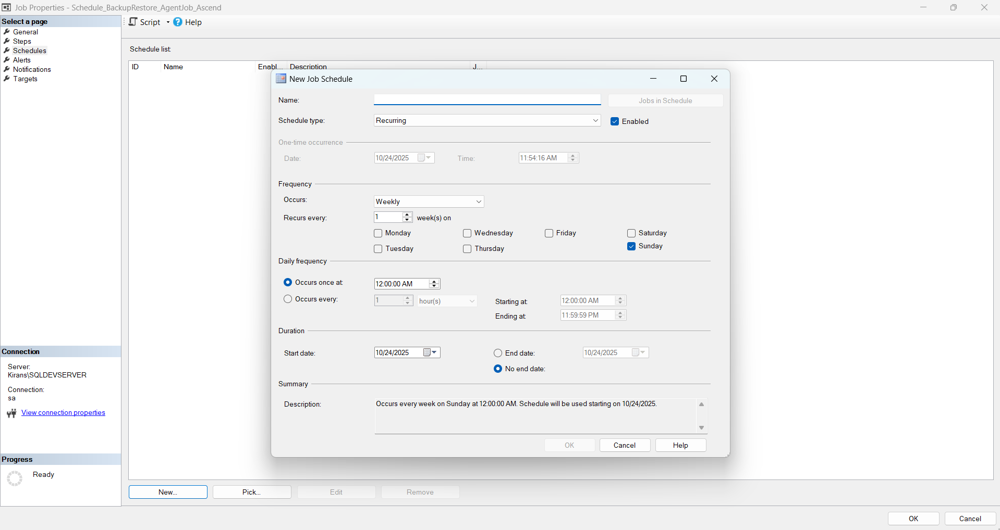 Job Properties - Schedule_BackupRestore_AgentJob_Ascend
Select a page
General
Steps
Schedules
Alerts
Notifications
Targets
Script
Help
Schedule list:
ID Name Enabl... Description J...
New Job Schedule
Name:
Jobs in Schedule
Schedule type: Recurring Enabled
One-time occurrence
Date: 10/24/2025 Time: 11:54:16 AM
Frequency
Occurs: Weekly
Recurs every: 1 week(s) on
Monday Wednesday Friday Saturday
Tuesday Thursday Sunday
Daily frequency
Occurs once at: 12:00:00 AM
Occurs every: 1 hour(s) Starting at: 12:00:00 AM
Ending at: 11:59:59 PM
Duration
Start date: 10/24/2025 End date: 10/24/2025
No end date:
Summary
Description: Occurs every week on Sunday at 12:00:00 AM. Schedule will be used starting on 10/24/2025.
OK Cancel Help
Connection
Server:
Kirans\SQLDEVSERVER
Connection:
sa
View connection properties
Progress
Ready
New... Pick... Edit Remove
OK Cancel